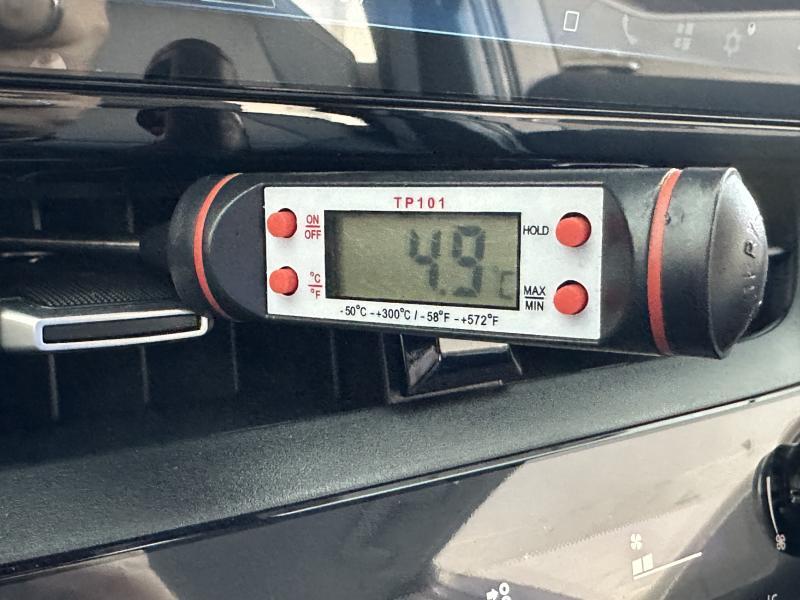 TP101
ON
OFF
HOLD
4.9°C
°C
°F
MAX
MIN
-50°C -+300°C / -58°F -+572°F